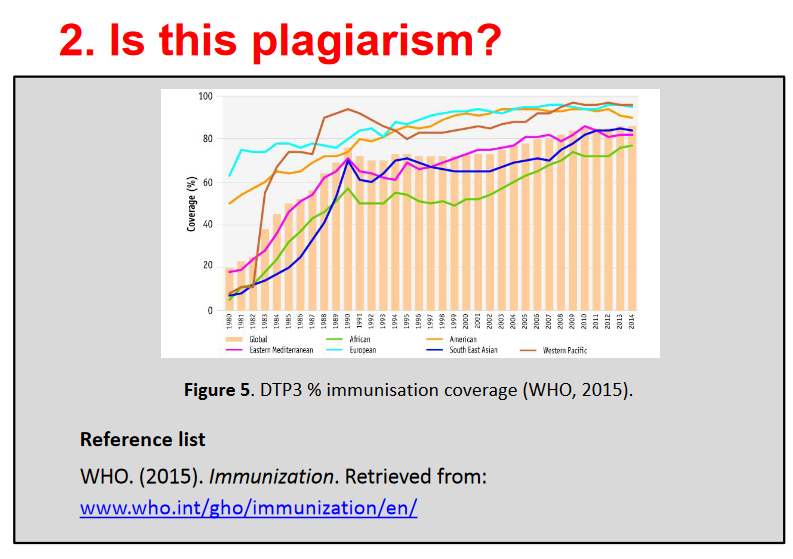 2. Is this plagiarism?
100
80
60
40
20
0
Coverage (%)
1980 1981 1982 1983 1984 1985 1986 1987 1988 1989 1990 1991 1992 1993 1994 1995 1996 1997 1998 1999 2000 2001 2002 2003 2004 2005 2006 2007 2008 2009 2010 2011 2012 2013 2014
Global African American
Eastern Mediterranean European South East Asian Western Pacific
Figure 5. DTP3 % immunisation coverage (WHO, 2015).
Reference list
WHO. (2015). Immunization. Retrieved from:
www.who.int/gho/immunization/en/